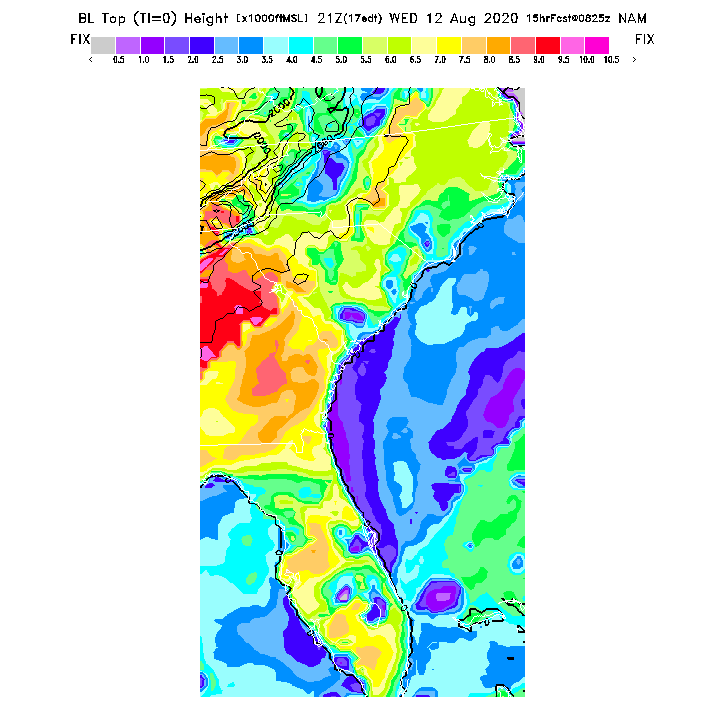 BL Top (TI=0) Height [x1000ftMSL] 21Z(17edt) WED 12 Aug 2020 15hrFcst@0825z NAM
FIX FIX
< 0.5 1.0 1.5 2.0 2.5 3.0 3.5 4.0 4.5 5.0 5.5 6.0 6.5 7.0 7.5 8.0 8.5 9.0 9.5 10.0 10.5 >
2000
2000